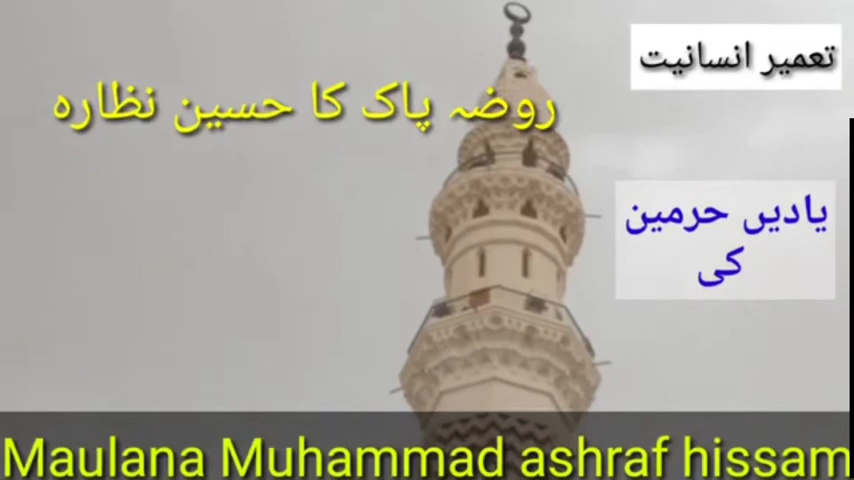 تعمیر انسانیت
روضہ پاک کا حسین نظارہ
یادیں حرمین
کی
Maulana Muhammad ashraf hissam